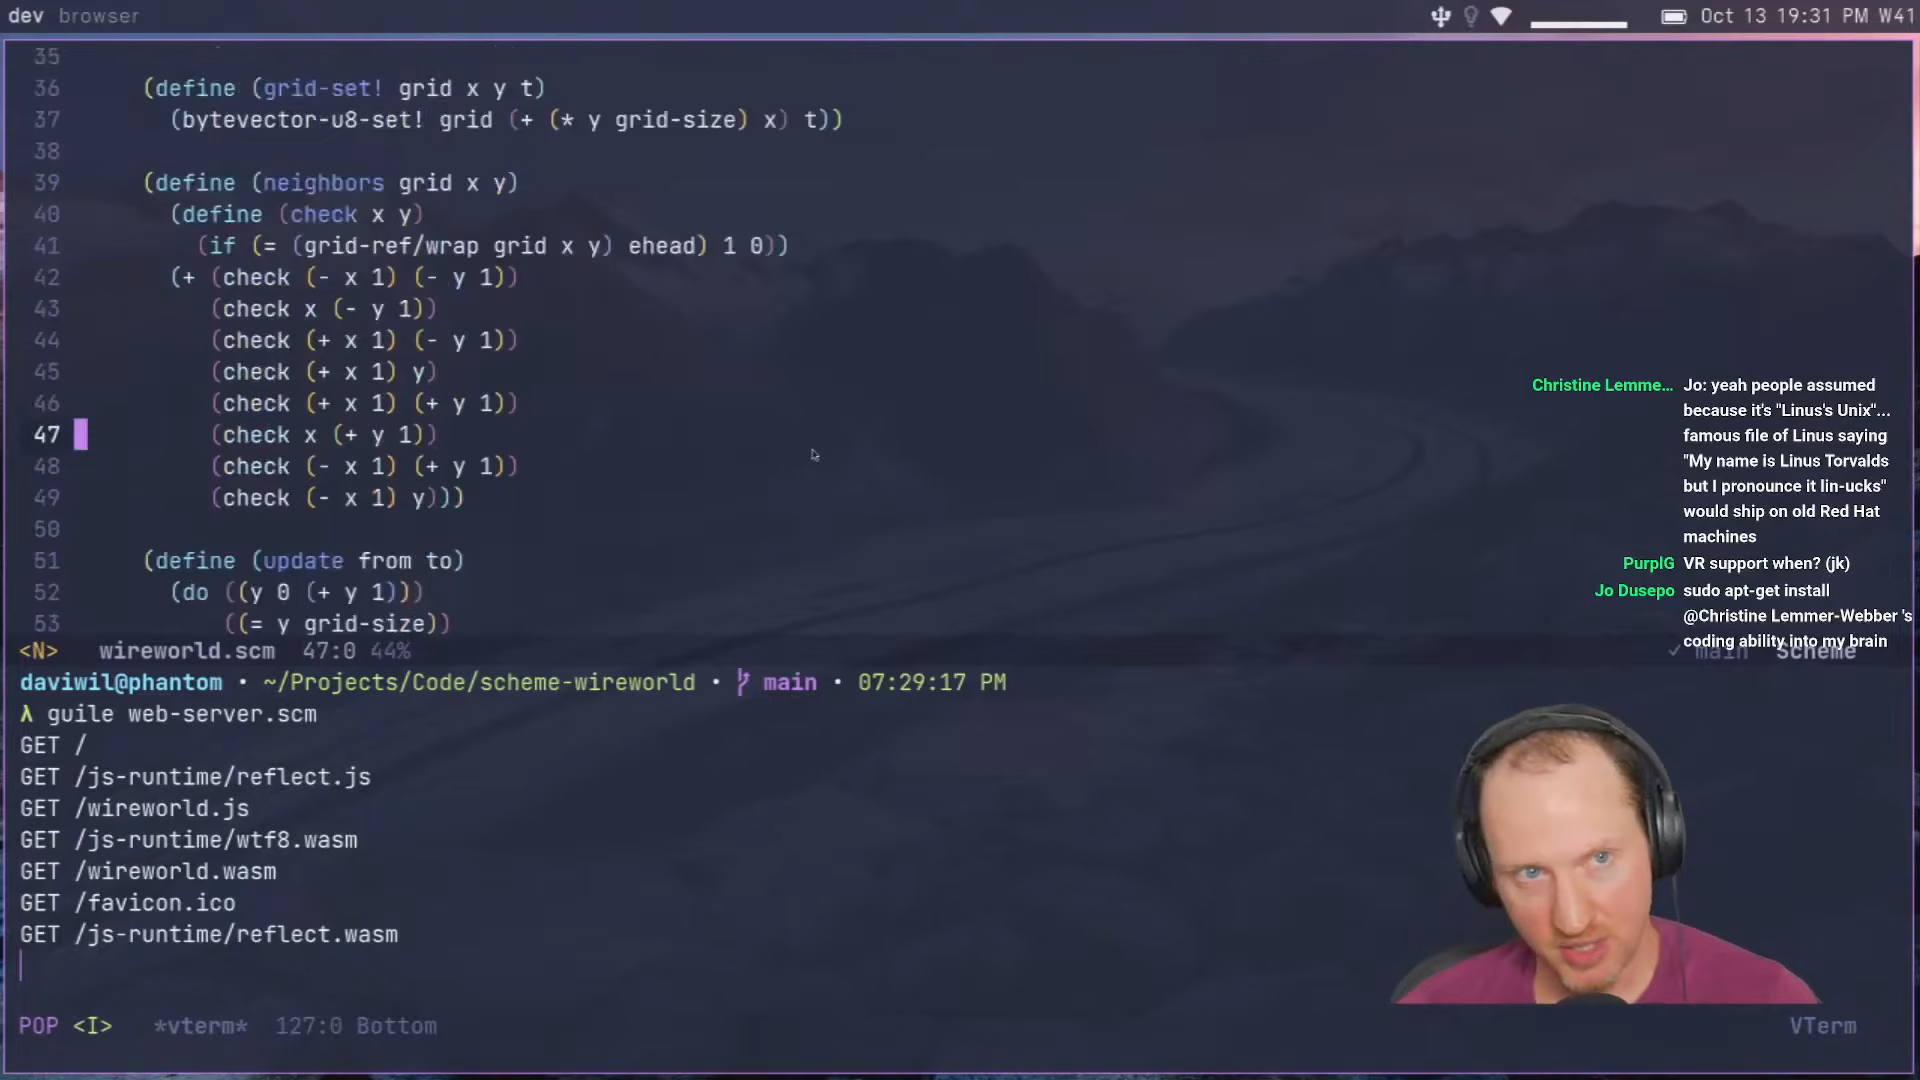 dev browser
Oct 13 19:31 PM W41
35
36 (define (grid-set! grid x y t)
37 (bytevector-u8-set! grid (+ (* y grid-size) x) t))
38
39 (define (neighbors grid x y)
40 (define (check x y)
41 (if (= (grid-ref/wrap grid x y) ehead) 1 0))
42 (+ (check (- x 1) (- y 1))
43 (check x (- y 1))
44 (check (+ x 1) (- y 1))
45 (check (+ x 1) y)
46 (check (+ x 1) (+ y 1))
47 (check x (+ y 1))
48 (check (- x 1) (+ y 1))
49 (check (- x 1) y)))
50
51 (define (update from to)
52 (do ((y 0 (+ y 1)))
53 ((= y grid-size))
<N> wireworld.scm 47:0 44%
✓ main Scheme
Christine Lemme… Jo: yeah people assumed
because it's "Linus's Unix"...
famous file of Linus saying
"My name is Linus Torvalds
but I pronounce it lin-ucks"
would ship on old Red Hat
machines
PurplG VR support when? (jk)
Jo Dusepo sudo apt-get install
@Christine Lemmer-Webber 's
coding ability into my brain
daviwil@phantom • ~/Projects/Code/scheme-wireworld • main • 07:29:17 PM
λ guile web-server.scm
GET /
GET /js-runtime/reflect.js
GET /wireworld.js
GET /js-runtime/wtf8.wasm
GET /wireworld.wasm
GET /favicon.ico
GET /js-runtime/reflect.wasm
POP <I> *vterm* 127:0 Bottom
VTerm